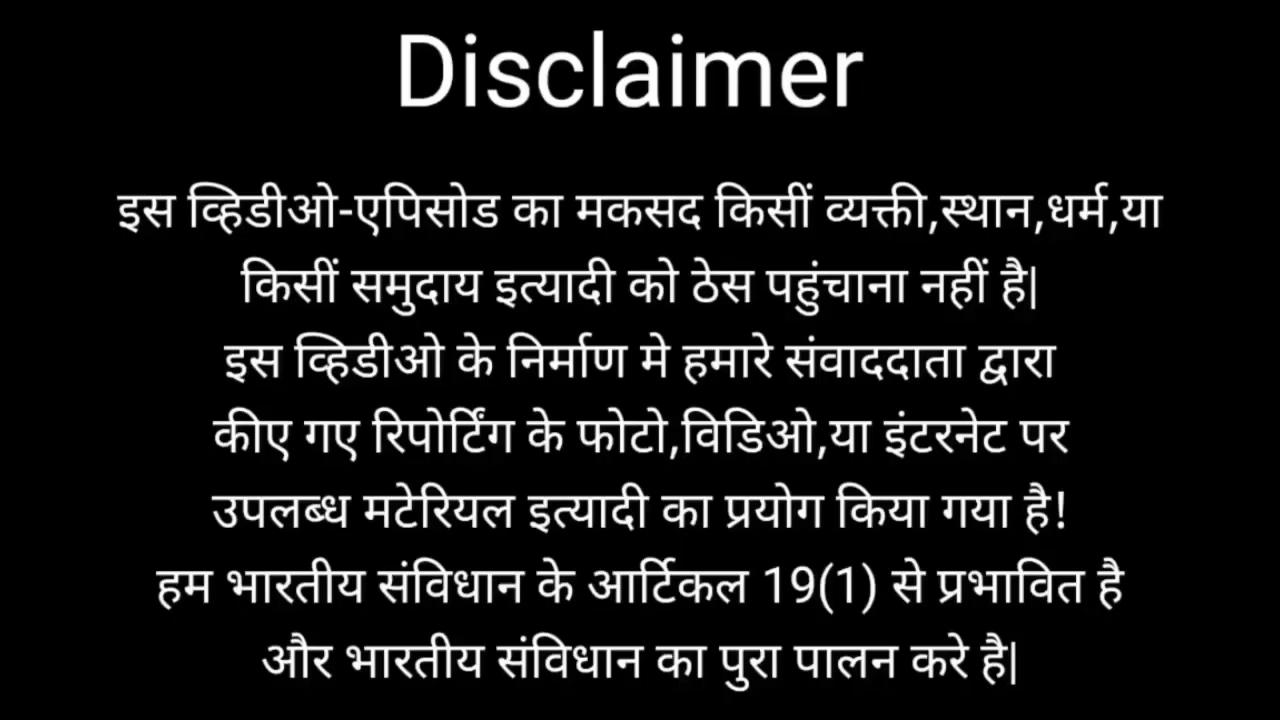 Disclaimer
इस व्हिडीओ-एपिसोड का मकसद किसीं व्यक्ती,स्थान,धर्म,या
किसीं समुदाय इत्यादी को ठेस पहुंचाना नहीं है|
इस व्हिडीओ के निर्माण मे हमारे संवाददाता द्वारा
कीए गए रिपोर्टिंग के फोटो,विडिओ,या इंटरनेट पर
उपलब्ध मटेरियल इत्यादी का प्रयोग किया गया है!
हम भारतीय संविधान के आर्टिकल 19(1) से प्रभावित है
और भारतीय संविधान का पुरा पालन करे है|